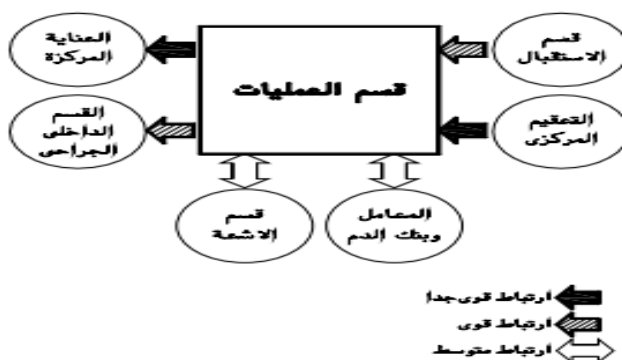 قسم
الاستقبال
العناية
المركزة
قسم العمليات
التعقيم
المركزى
القسم
الداخلى
الجراحى
المعامل
وبنك الدم
قسم
الاشعة
ارتباط قوى جدا
ارتباط قوى
ارتباط متوسط